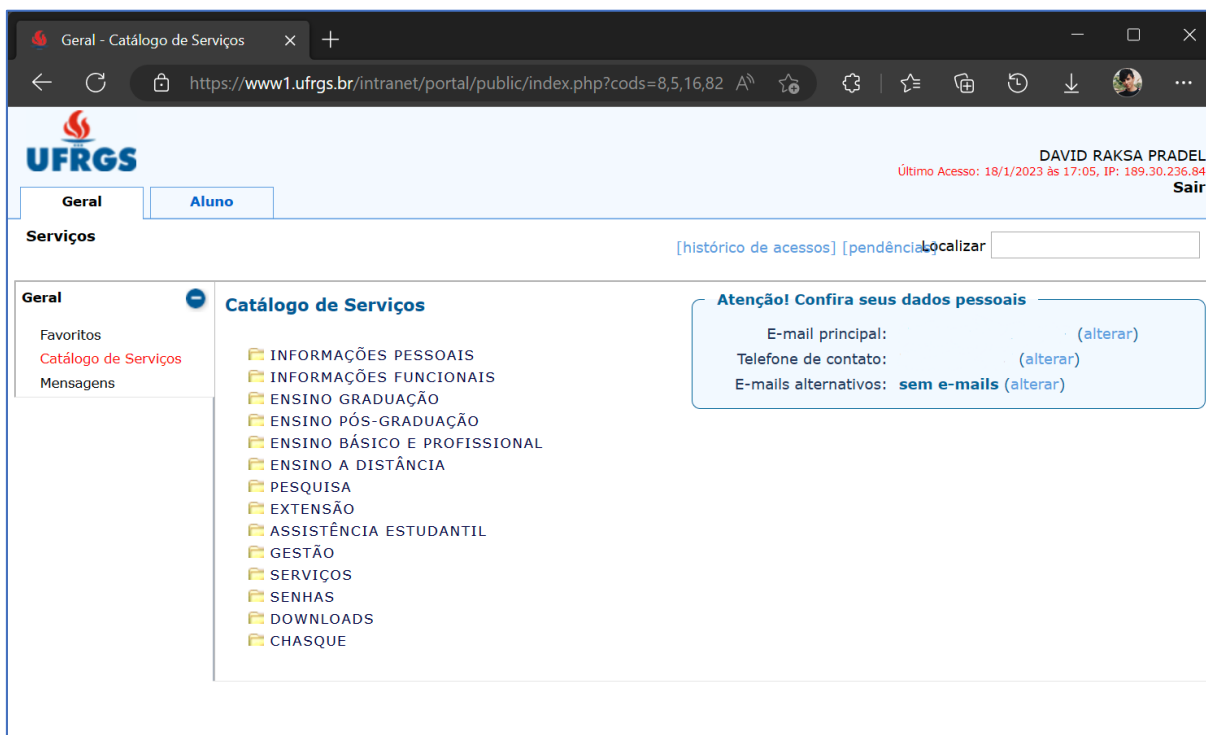 Geral - Catálogo de Serviços
https://www1.ufrgs.br/intranet/portal/public/index.php?cods=8,5,16,82
UFRGS
DAVID RAKSA PRADEL
Último Acesso: 18/1/2023 às 17:05, IP: 189.30.236.84
Sair
Geral
Aluno
Serviços
[histórico de acessos] [pendências]
Localizar
Geral
Favoritos
Catálogo de Serviços
Mensagens
Catálogo de Serviços
INFORMAÇÕES PESSOAIS
INFORMAÇÕES FUNCIONAIS
ENSINO GRADUAÇÃO
ENSINO PÓS-GRADUAÇÃO
ENSINO BÁSICO E PROFISSIONAL
ENSINO A DISTÂNCIA
PESQUISA
EXTENSÃO
ASSISTÊNCIA ESTUDANTIL
GESTÃO
SERVIÇOS
SENHAS
DOWNLOADS
CHASQUE
Atenção! Confira seus dados pessoais
E-mail principal: (alterar)
Telefone de contato: (alterar)
E-mails alternativos: sem e-mails (alterar)